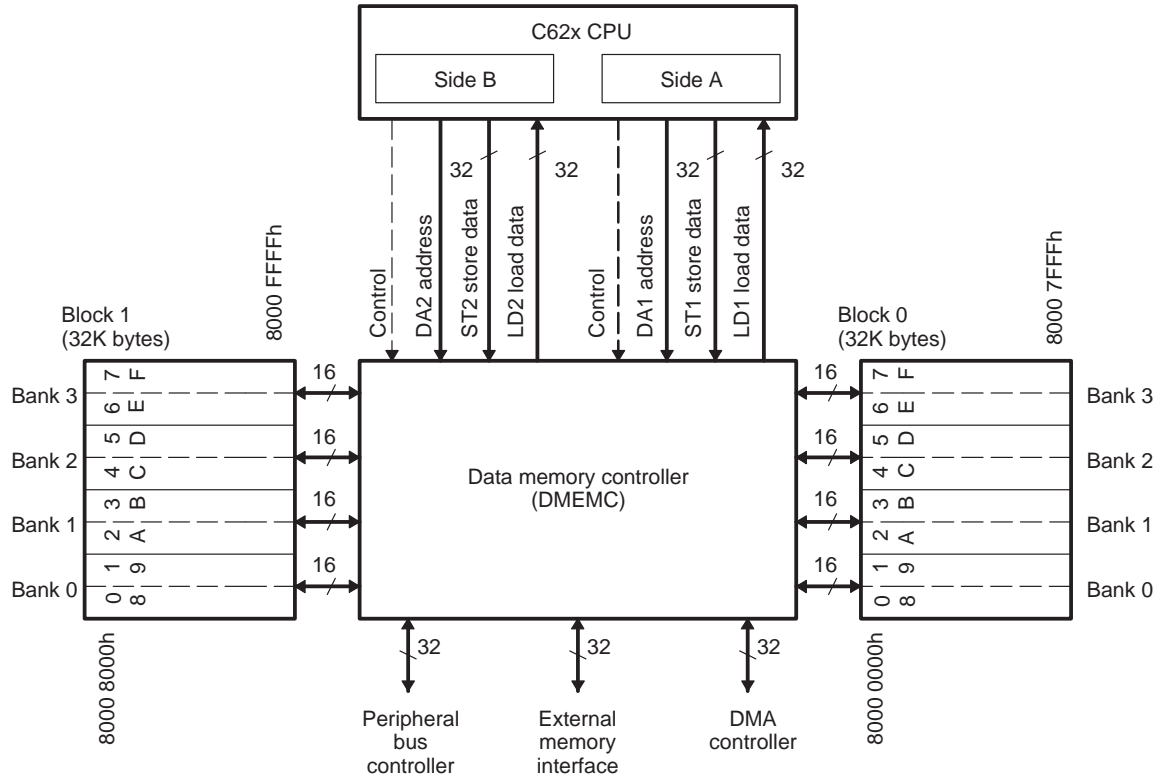 C62x CPU
Side B
Side A
32
32
32
32
Control
DA2 address
ST2 store data
LD2 load data
Control
DA1 address
ST1 store data
LD1 load data
8000 FFFFh
8000 7FFFh
Block 1
(32K bytes)
Block 0
(32K bytes)
Bank 3
7 F
6 E
16
16
7 F
6 E
Bank 3
Bank 2
5 D
4 C
16
16
5 D
4 C
Bank 2
Data memory controller
(DMEMC)
Bank 1
3 B
2 A
16
16
3 B
2 A
Bank 1
Bank 0
1 9
0 8
16
16
1 9
0 8
Bank 0
8000 8000h
8000 0000h
32
32
32
Peripheral
bus
controller
External
memory
interface
DMA
controller